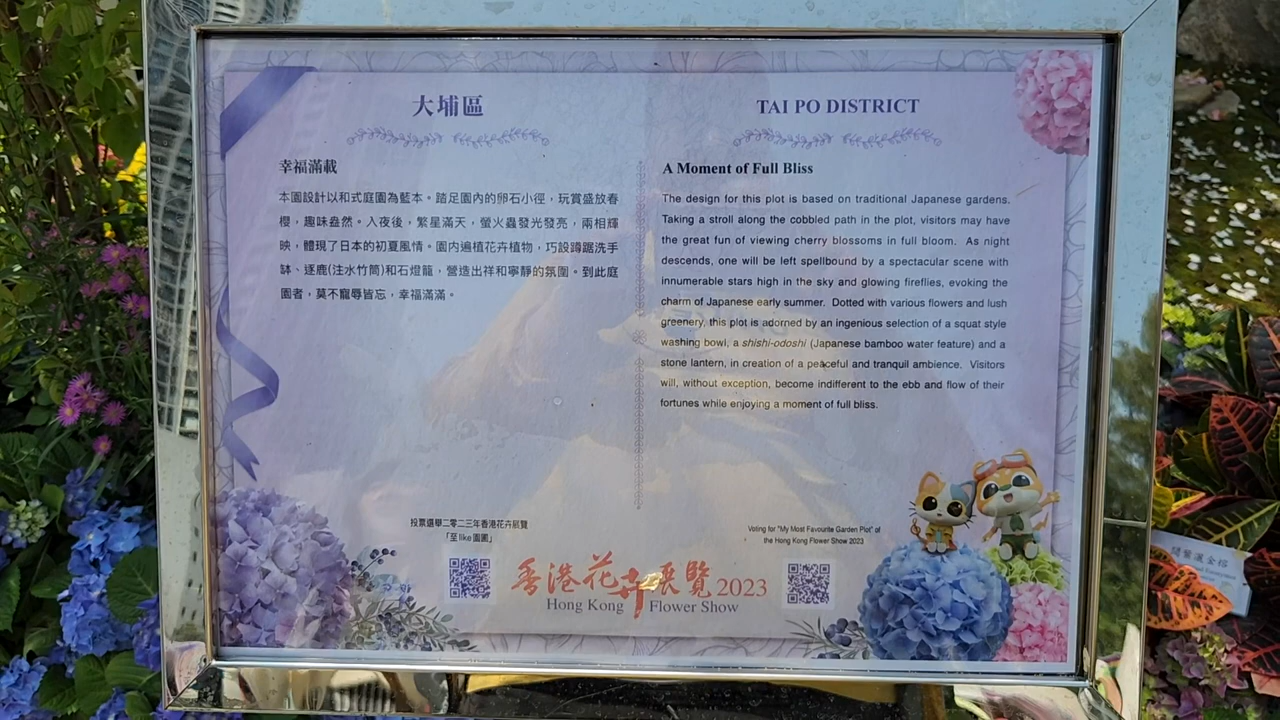 大埔區
幸福滿載
本園設計以和式庭園為藍本。踏足園內的卵石小徑，玩賞盛放春
櫻，趣味盎然。入夜後，繁星滿天，螢火蟲發光發亮，兩相輝
映，體現了日本的初夏風情。園內遍植花卉植物，巧設蹲踞洗手
缽、逐鹿(注水竹筒)和石燈籠，營造出祥和寧靜的氛圍。到此庭
園者，莫不寵辱皆忘，幸福滿滿。
投票選舉二零二三年香港花卉展覽
「至like園圃」
TAI PO DISTRICT
A Moment of Full Bliss
The design for this plot is based on traditional Japanese gardens.
Taking a stroll along the cobbled path in the plot, visitors may have
the great fun of viewing cherry blossoms in full bloom. As night
descends, one will be left spellbound by a spectacular scene with
innumerable stars high in the sky and glowing fireflies, evoking the
charm of Japanese early summer. Dotted with various flowers and lush
greenery, this plot is adorned by an ingenious selection of a squat style
washing bowl, a shishi-odoshi (Japanese bamboo water feature) and a
stone lantern, in creation of a peaceful and tranquil ambience. Visitors
will, without exception, become indifferent to the ebb and flow of their
fortunes while enjoying a moment of full bliss.
Voting for "My Most Favourite Garden Plot" of
the Hong Kong Flower Show 2023
香港花卉展覽2023
Hong Kong Flower Show